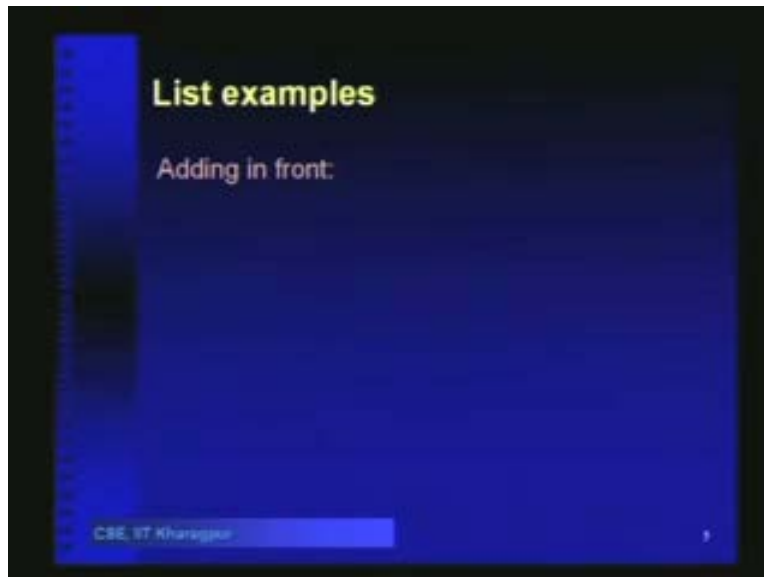 List examples
Adding in front:
CSE, IIT Kharagpur